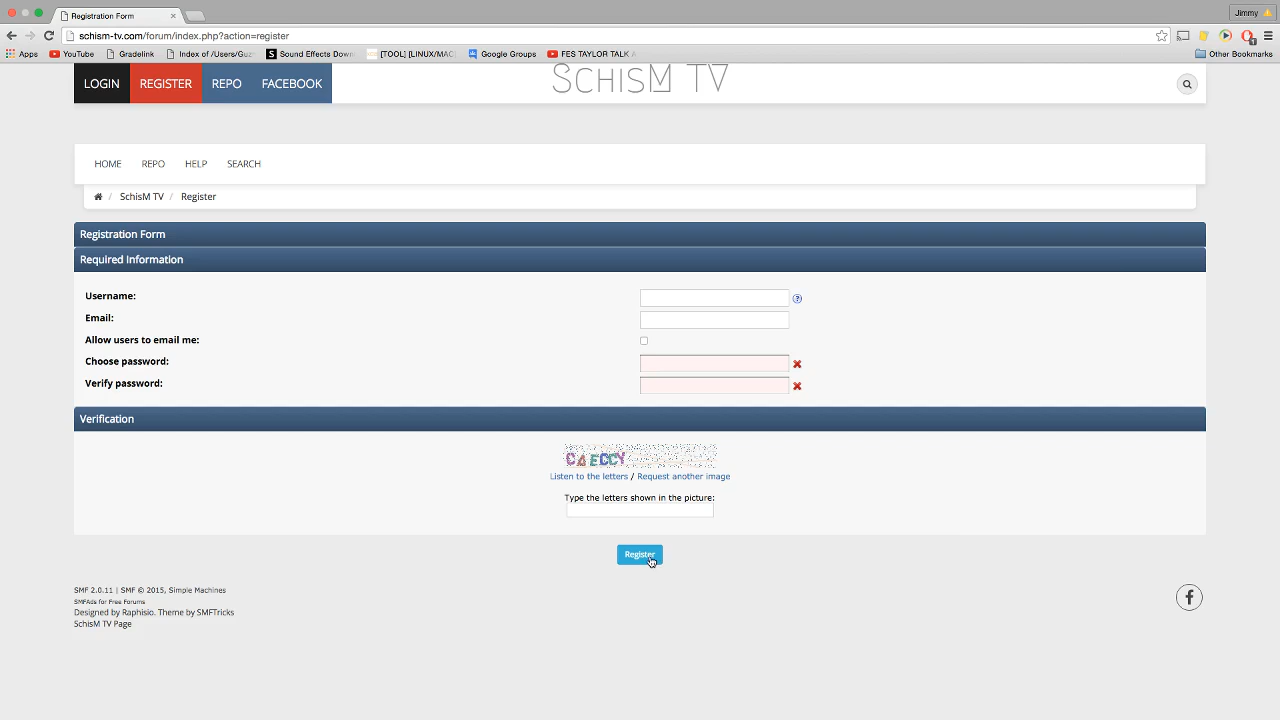 Registration Form
Jimmy
schism-tv.com/forum/index.php?action=register
Apps YouTube Gradelink Index of /Users/Guz Sound Effects Down [TOOL] [LINUX/MAC] Google Groups FES TAYLOR TALK Other Bookmarks
LOGIN REGISTER REPO FACEBOOK
SCHISM TV
HOME REPO HELP SEARCH
/ SchisM TV / Register
Registration Form
Required Information
Username:
Email:
Allow users to email me:
Choose password:
Verify password:
Verification
CAECCY
Listen to the letters / Request another image
Type the letters shown in the picture:
Register
SMF 2.0.11 | SMF © 2015, Simple Machines
SMFAds for Free Forums
Designed by Raphisio. Theme by SMFTricks
SchisM TV Page